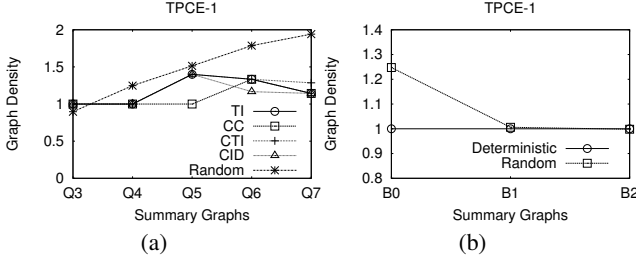 TPCE-1
Graph Density
2
1.5
1
0.5
0
TI
CC
CTI
CID
Random
Q3 Q4 Q5 Q6 Q7
Summary Graphs
(a)
TPCE-1
Graph Density
1.4
1.3
1.2
1.1
1
0.9
0.8
Deterministic
Random
B0 B1 B2
Summary Graphs
(b)